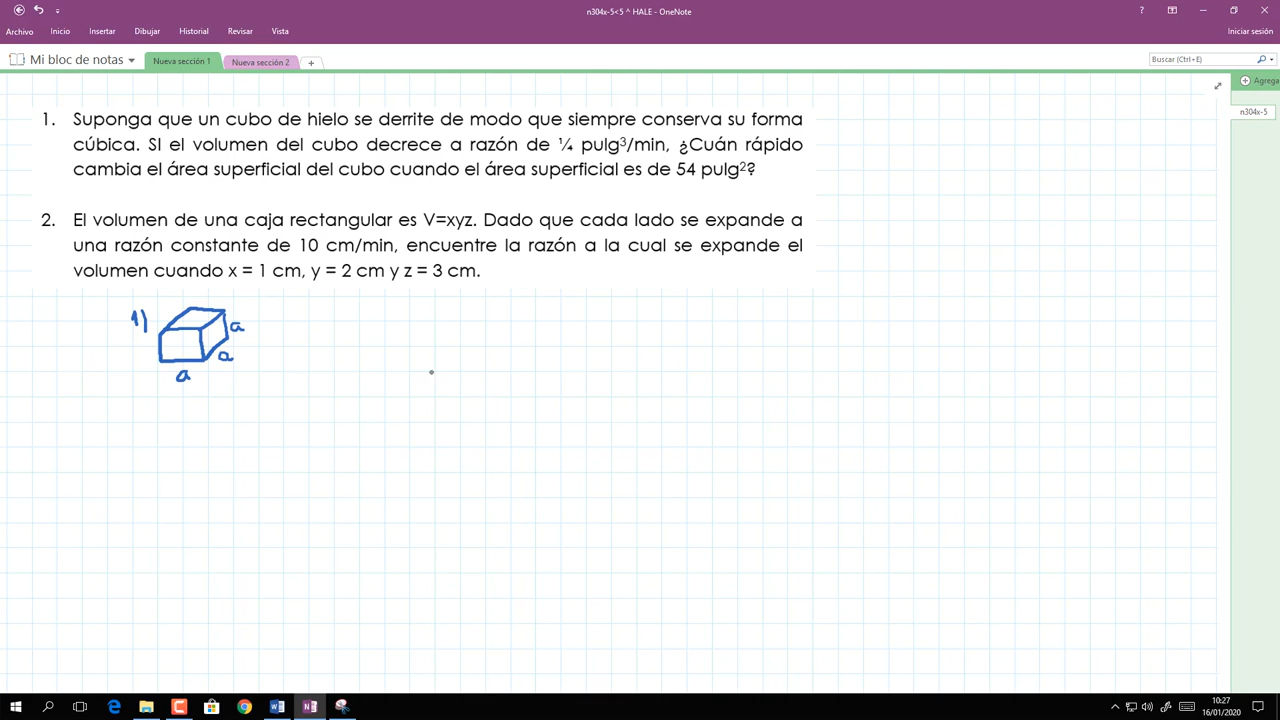 n304x-5<5 ^ HALE - OneNote
?
Archivo Inicio Insertar Dibujar Historial Revisar Vista Iniciar sesión
Mi bloc de notas Nueva sección 1 Nueva sección 2 + Buscar (Ctrl+E)
Agrega
n304x-5
1. Suponga que un cubo de hielo se derrite de modo que siempre conserva su forma
cúbica. SI el volumen del cubo decrece a razón de ¼ pulg³/min, ¿Cuán rápido
cambia el área superficial del cubo cuando el área superficial es de 54 pulg²?
2. El volumen de una caja rectangular es V=xyz. Dado que cada lado se expande a
una razón constante de 10 cm/min, encuentre la razón a la cual se expande el
volumen cuando x = 1 cm, y = 2 cm y z = 3 cm.
1)
a
a
a
10:27
16/01/2020